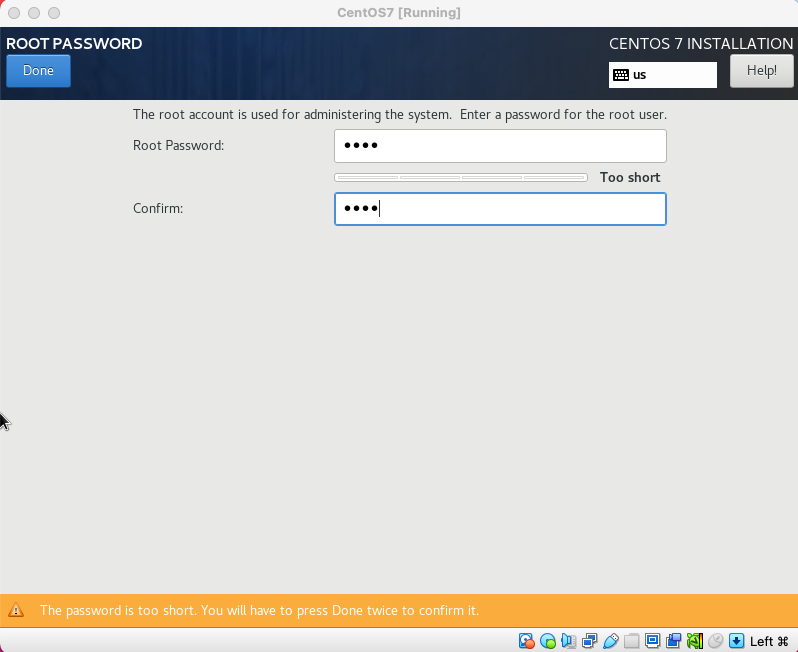 CentOS7 [Running]
ROOT PASSWORD
CENTOS 7 INSTALLATION
Done
us
Help!
The root account is used for administering the system.  Enter a password for the root user.
Root Password:
••••
Too short
Confirm:
••••
The password is too short. You will have to press Done twice to confirm it.
Left ⌘